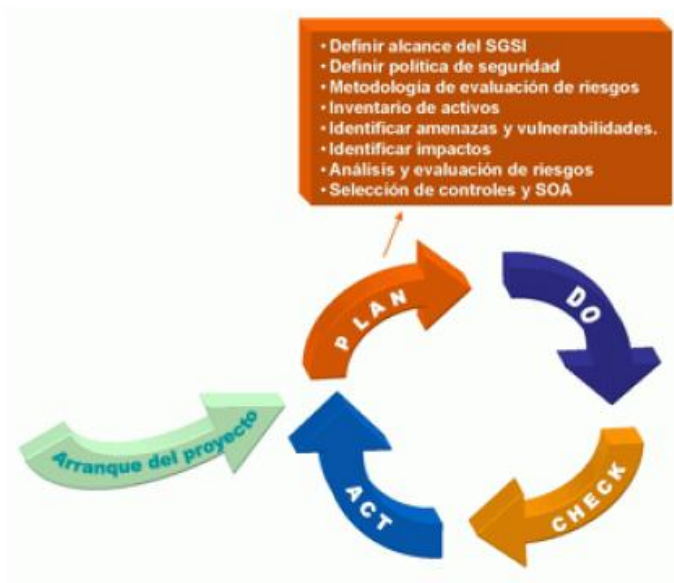 • Definir alcance del SGSI
• Definir política de seguridad
• Metodología de evaluación de riesgos
• Inventario de activos
• Identificar amenazas y vulnerabilidades.
• Identificar impactos
• Análisis y evaluación de riesgos
• Selección de controles y SOA
PLAN
DO
Arranque del proyecto
ACT
CHECK